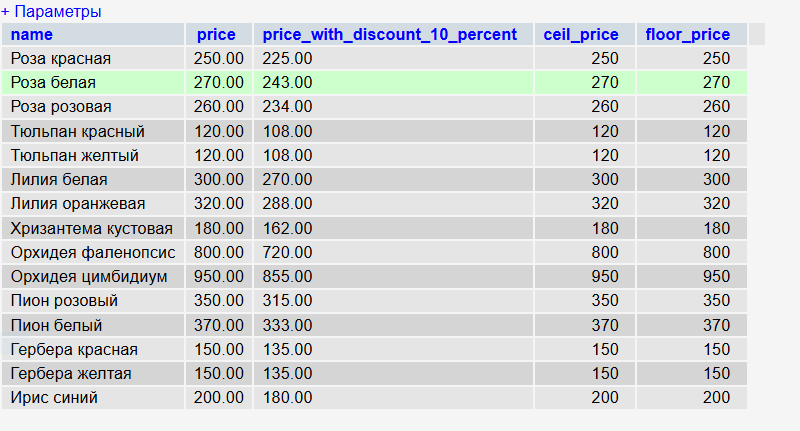 + Параметры
name price price_with_discount_10_percent ceil_price floor_price
Роза красная 250.00 225.00 250 250
Роза белая 270.00 243.00 270 270
Роза розовая 260.00 234.00 260 260
Тюльпан красный 120.00 108.00 120 120
Тюльпан желтый 120.00 108.00 120 120
Лилия белая 300.00 270.00 300 300
Лилия оранжевая 320.00 288.00 320 320
Хризантема кустовая 180.00 162.00 180 180
Орхидея фаленопсис 800.00 720.00 800 800
Орхидея цимбидиум 950.00 855.00 950 950
Пион розовый 350.00 315.00 350 350
Пион белый 370.00 333.00 370 370
Гербера красная 150.00 135.00 150 150
Гербера желтая 150.00 135.00 150 150
Ирис синий 200.00 180.00 200 200